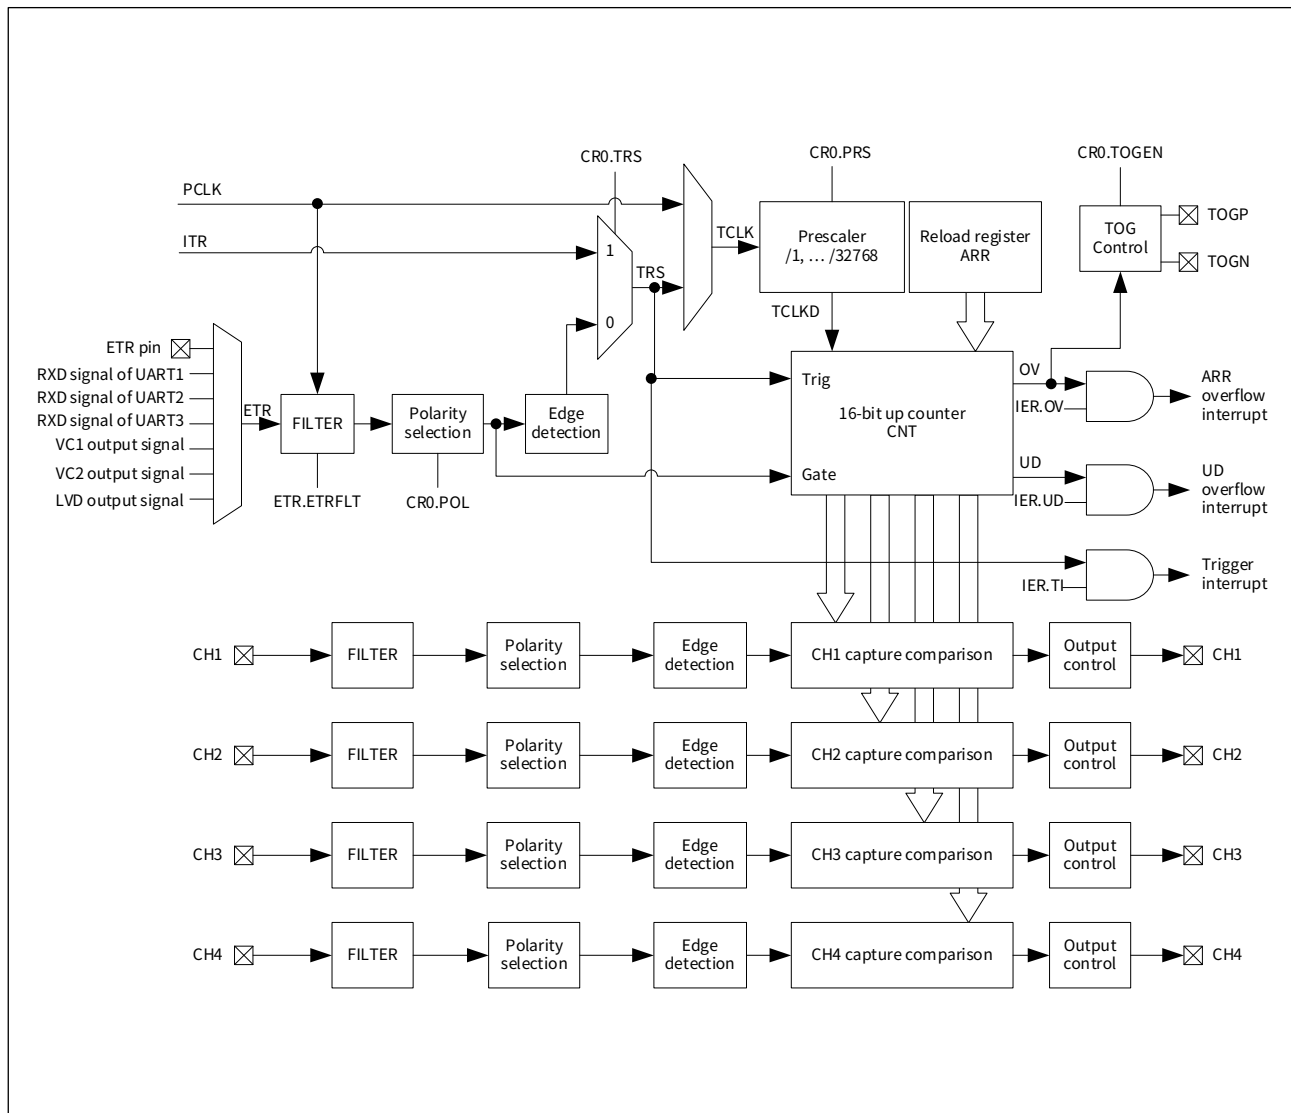 CR0.TRS
CR0.PRS
CR0.TOGEN
PCLK
ITR
1
0
TRS
TCLK
Prescaler
/1, … /32768
Reload register
ARR
TOG
Control
TOGP
TOGN
TCLKD
ETR pin
RXD signal of UART1
RXD signal of UART2
RXD signal of UART3
VC1 output signal
VC2 output signal
LVD output signal
ETR
FILTER
ETR.ETRFLT
Polarity
selection
CR0.POL
Edge
detection
Trig
16-bit up counter
CNT
Gate
OV
IER.OV
ARR
overflow
interrupt
UD
IER.UD
UD
overflow
interrupt
IER.TI
Trigger
interrupt
CH1
FILTER
Polarity
selection
Edge
detection
CH1 capture comparison
Output
control
CH1
CH2
FILTER
Polarity
selection
Edge
detection
CH2 capture comparison
Output
control
CH2
CH3
FILTER
Polarity
selection
Edge
detection
CH3 capture comparison
Output
control
CH3
CH4
FILTER
Polarity
selection
Edge
detection
CH4 capture comparison
Output
control
CH4